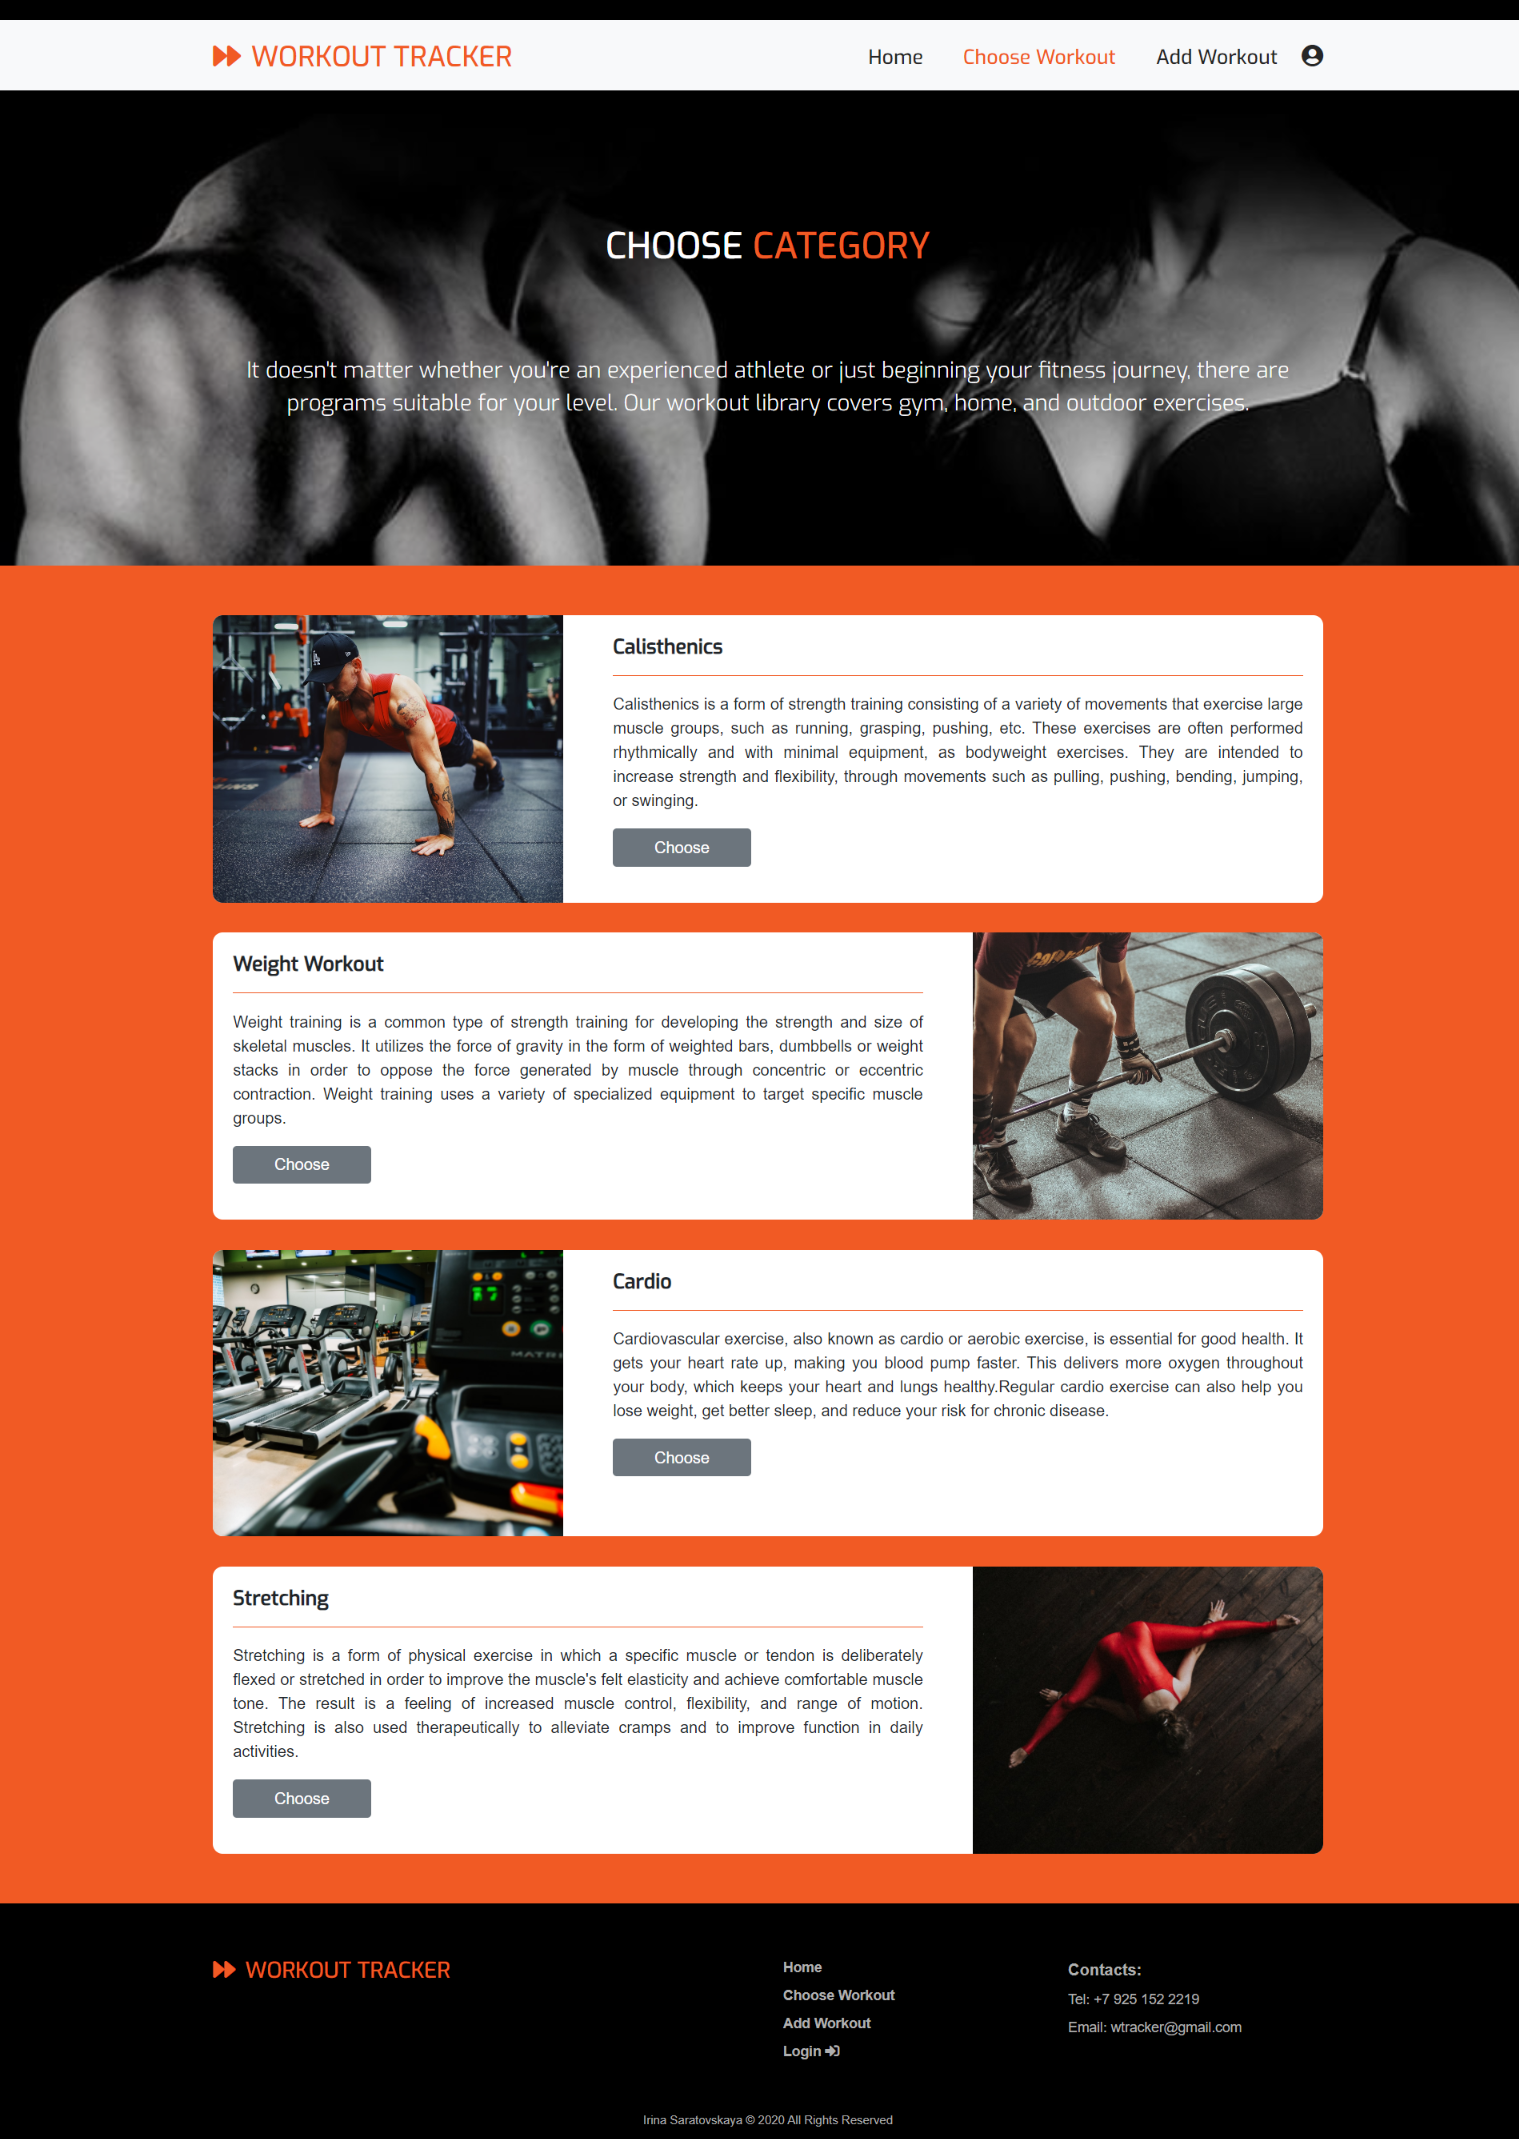 WORKOUT TRACKER
Home Choose Workout Add Workout
CHOOSE CATEGORY
It doesn't matter whether you're an experienced athlete or just beginning your fitness journey, there are
programs suitable for your level. Our workout library covers gym, home, and outdoor exercises.
Calisthenics
Calisthenics is a form of strength training consisting of a variety of movements that exercise large
muscle groups, such as running, grasping, pushing, etc. These exercises are often performed
rhythmically and with minimal equipment, as bodyweight exercises. They are intended to
increase strength and flexibility, through movements such as pulling, pushing, bending, jumping,
or swinging.
Choose
Weight Workout
Weight training is a common type of strength training for developing the strength and size of
skeletal muscles. It utilizes the force of gravity in the form of weighted bars, dumbbells or weight
stacks in order to oppose the force generated by muscle through concentric or eccentric
contraction. Weight training uses a variety of specialized equipment to target specific muscle
groups.
Choose
MATRI
Cardio
Cardiovascular exercise, also known as cardio or aerobic exercise, is essential for good health. It
gets your heart rate up, making you blood pump faster. This delivers more oxygen throughout
your body, which keeps your heart and lungs healthy.Regular cardio exercise can also help you
lose weight, get better sleep, and reduce your risk for chronic disease.
Choose
Stretching
Stretching is a form of physical exercise in which a specific muscle or tendon is deliberately
flexed or stretched in order to improve the muscle's felt elasticity and achieve comfortable muscle
tone. The result is a feeling of increased muscle control, flexibility, and range of motion.
Stretching is also used therapeutically to alleviate cramps and to improve function in daily
activities.
Choose
WORKOUT TRACKER
Home
Choose Workout
Add Workout
Login
Contacts:
Tel: +7 925 152 2219
Email: wtracker@gmail.com
Irina Saratovskaya © 2020 All Rights Reserved